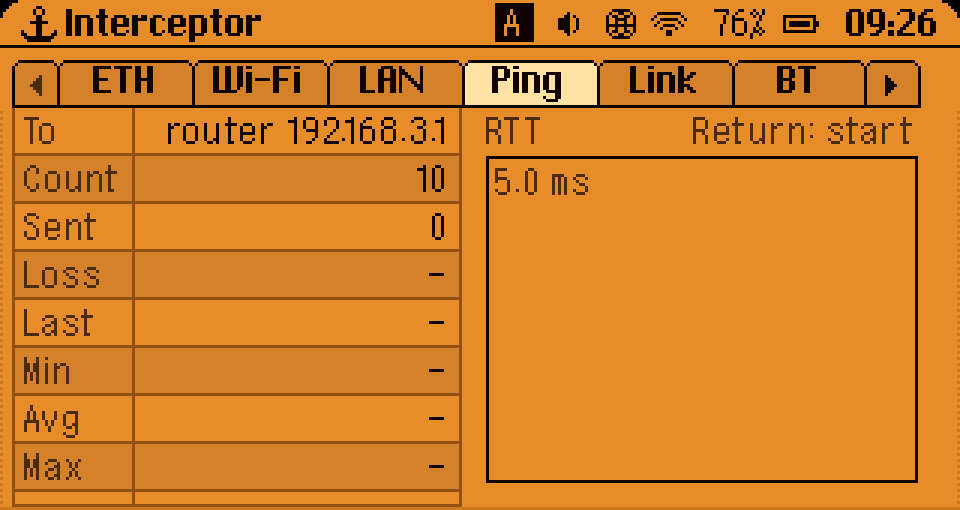 Interceptor A 76% 09:26
ETH Wi-Fi LAN Ping Link BT
To router 192.168.3.1
Count 10
Sent 0
Loss -
Last -
Min -
Avg -
Max -
RTT Return: start
5.0 ms